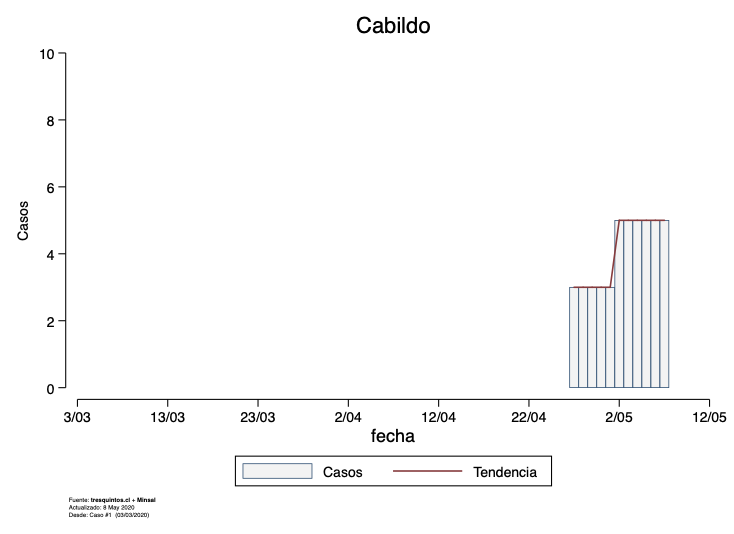 Cabildo
10
8
6
4
2
0
Casos
3/03 13/03 23/03 2/04 12/04 22/04 2/05 12/05
fecha
Casos Tendencia
Fuente: tresquintos.cl + Minsal
Actualizado: 8 May 2020
Desde: Caso #1 (03/03/2020)